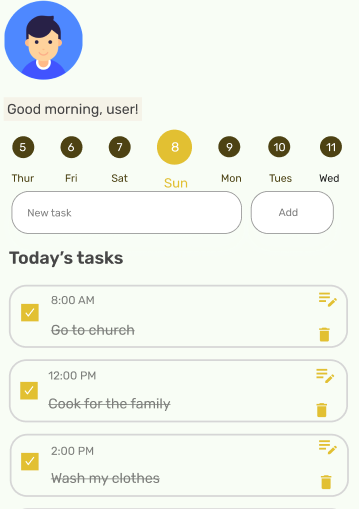 Good morning, user!
5 6 7 8 9 10 11
Thur Fri Sat Sun Mon Tues Wed
New task Add
Today’s tasks
8:00 AM
Go to church
12:00 PM
Cook for the family
2:00 PM
Wash my clothes